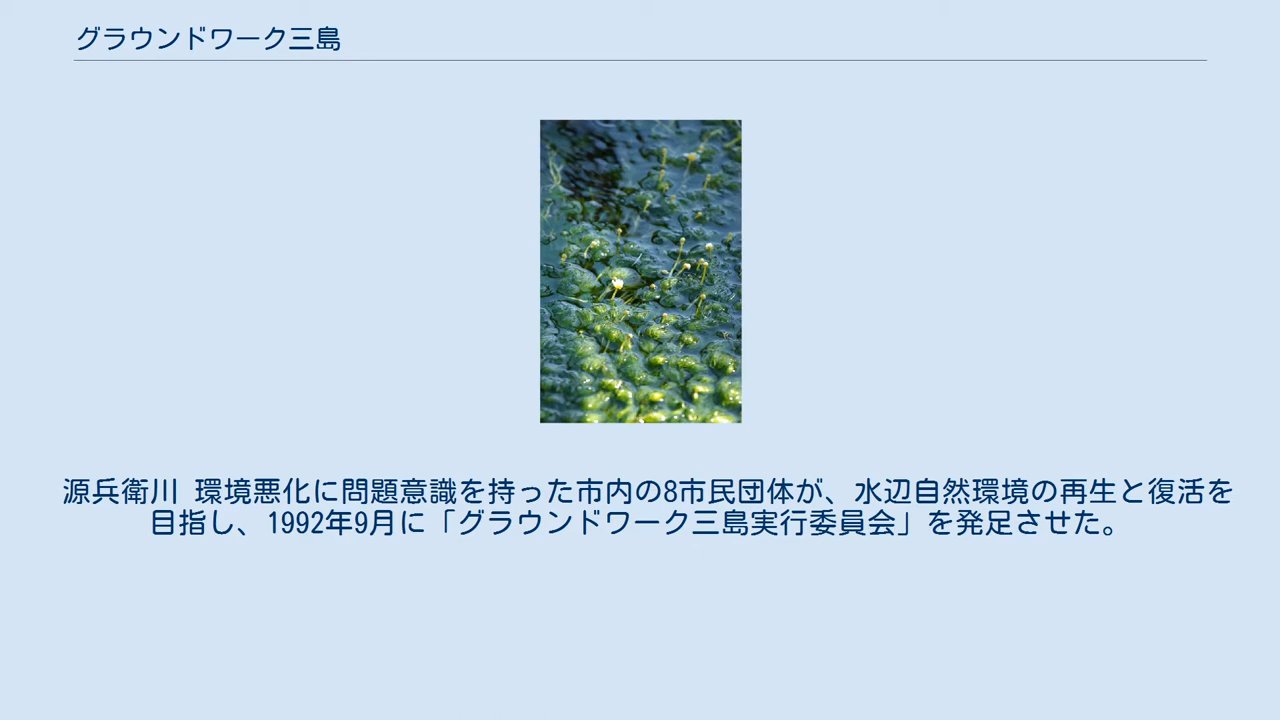 グラウンドワーク三島
源兵衛川 環境悪化に問題意識を持った市内の8市民団体が、水辺自然環境の再生と復活を
目指し、1992年9月に「グラウンドワーク三島実行委員会」を発足させた。